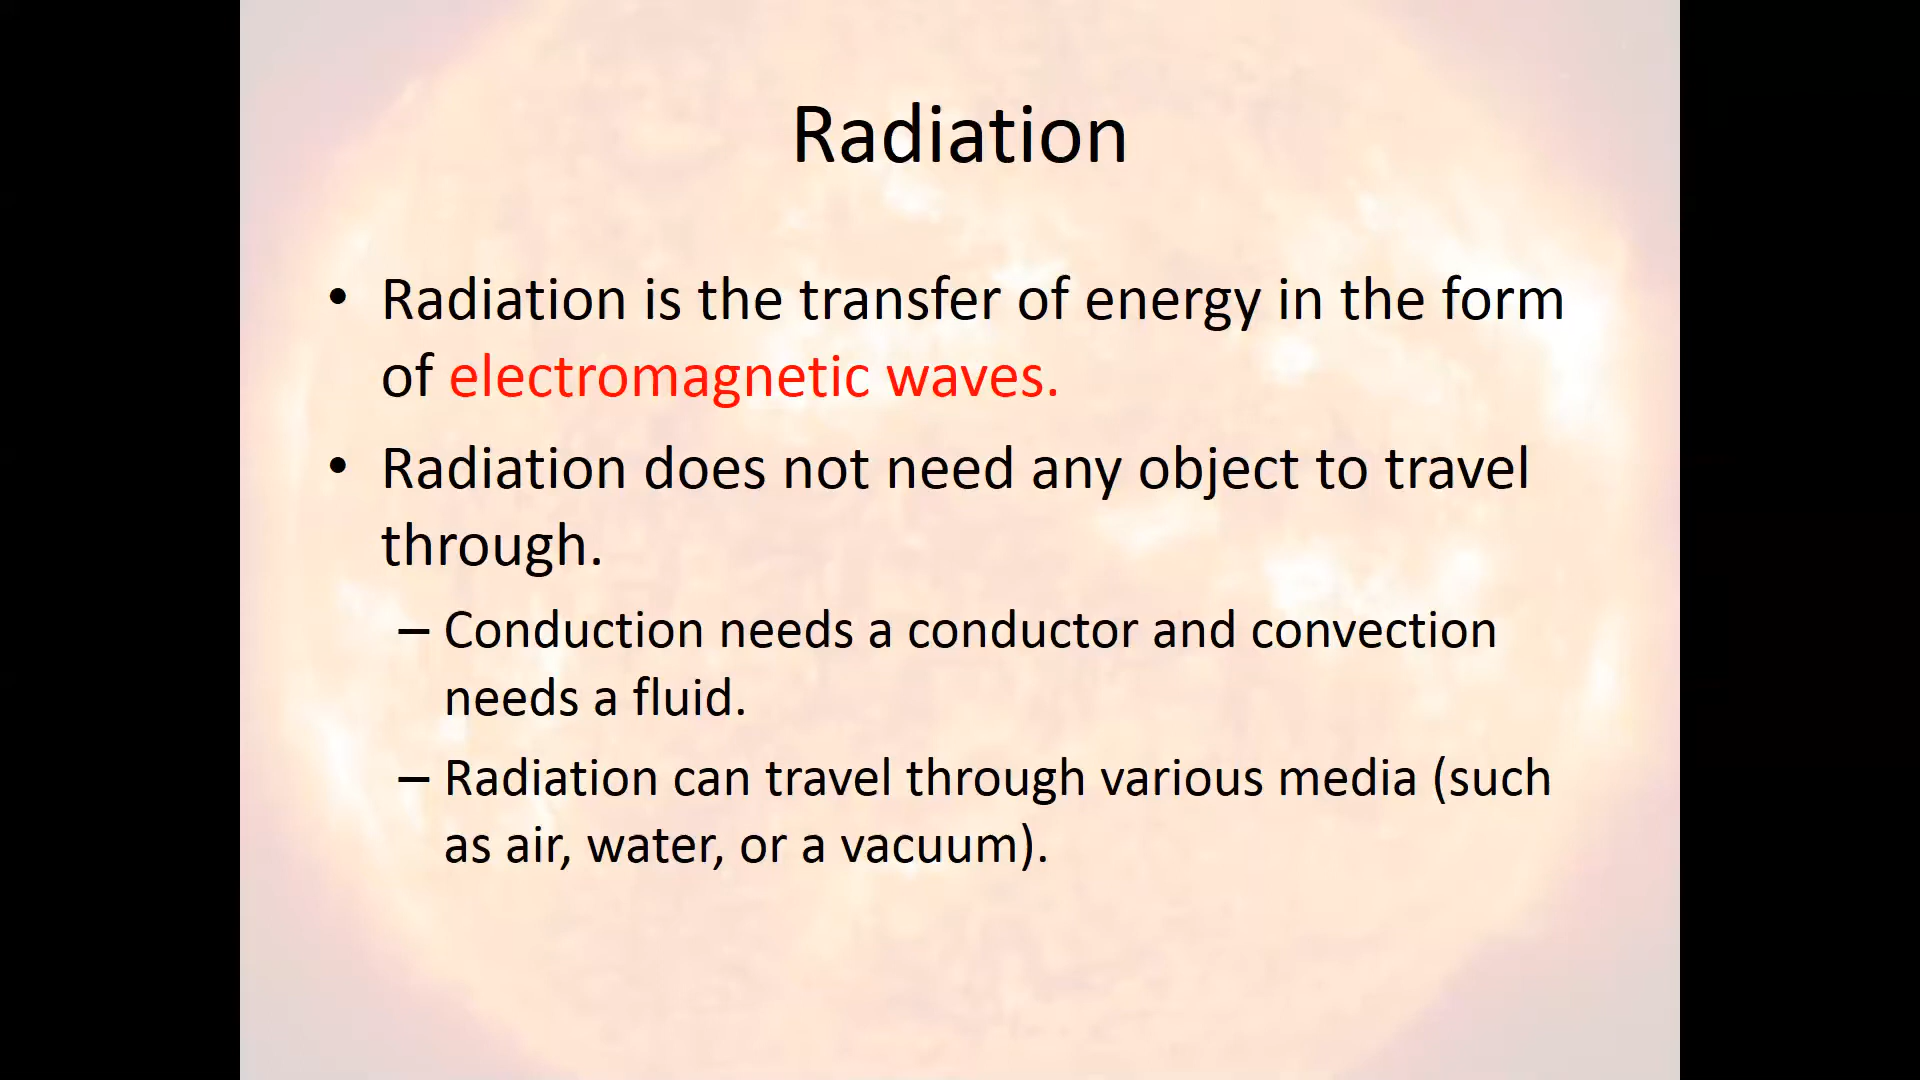 Radiation
• Radiation is the transfer of energy in the form
of electromagnetic waves.
• Radiation does not need any object to travel
through.
– Conduction needs a conductor and convection
needs a fluid.
– Radiation can travel through various media (such
as air, water, or a vacuum).